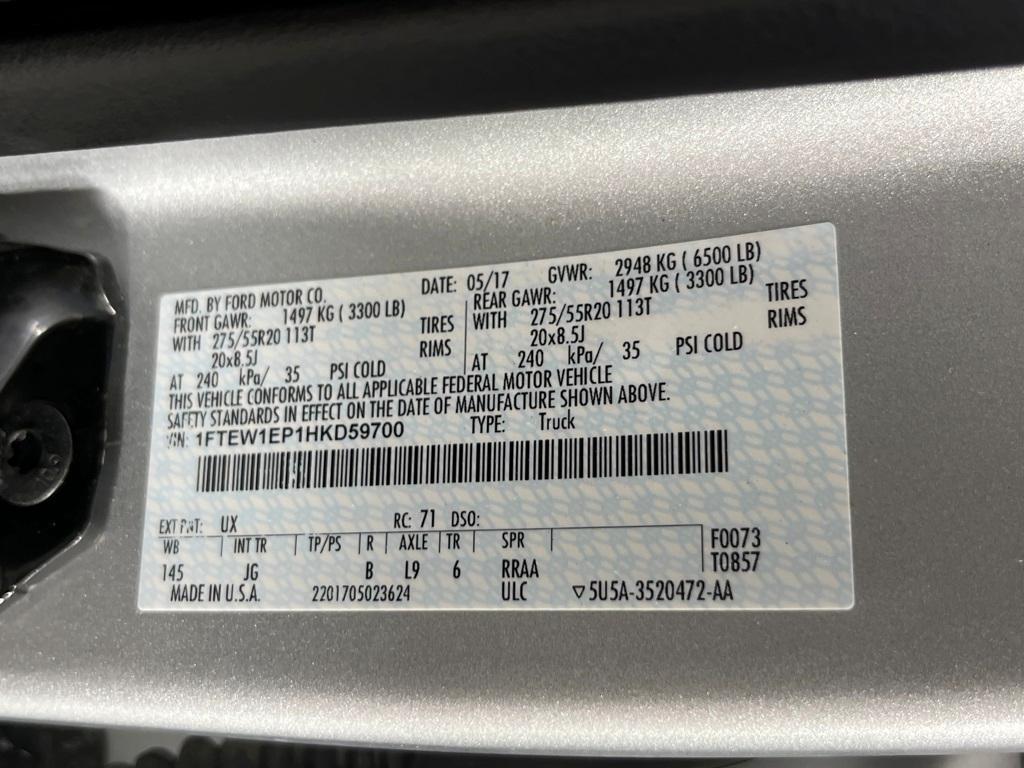 MFD. BY FORD MOTOR CO. DATE: 05/17 GVWR: 2948 KG ( 6500 LB)
FRONT GAWR: 1497 KG ( 3300 LB) REAR GAWR: 1497 KG ( 3300 LB)
WITH 275/55R20 113T TIRES WITH 275/55R20 113T TIRES
20x8.5J RIMS 20x8.5J RIMS
AT 240 kPa/ 35 PSI COLD AT 240 kPa/ 35 PSI COLD
THIS VEHICLE CONFORMS TO ALL APPLICABLE FEDERAL MOTOR VEHICLE
SAFETY STANDARDS IN EFFECT ON THE DATE OF MANUFACTURE SHOWN ABOVE.
VIN: 1FTEW1EP1HKD59700 TYPE: Truck
EXT PNT: UX RC: 71 DSO:
WB INT TR TP/PS R AXLE TR SPR F0073
145 JG B L9 6 RRAA T0857
MADE IN U.S.A. 2201705023624 ULC ▽5U5A-3520472-AA